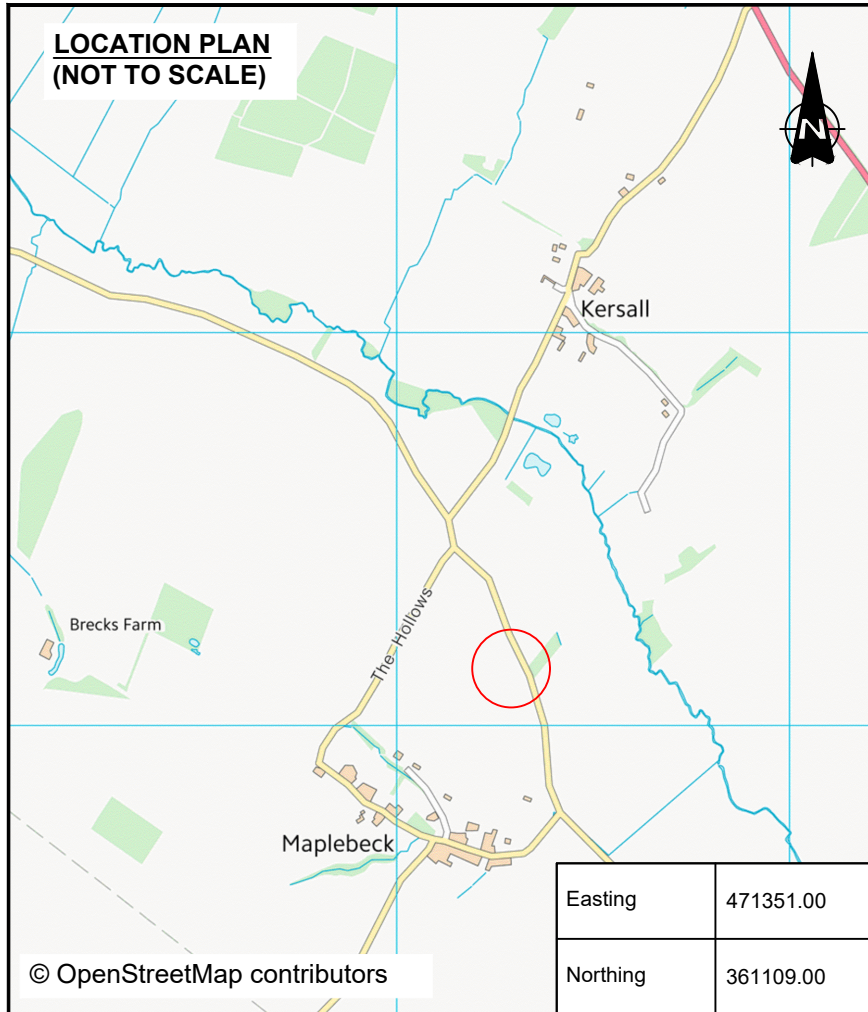 LOCATION PLAN
(NOT TO SCALE)
N
Kersall
Brecks Farm
The Hollows
Maplebeck
Easting 471351.00
Northing 361109.00
© OpenStreetMap contributors